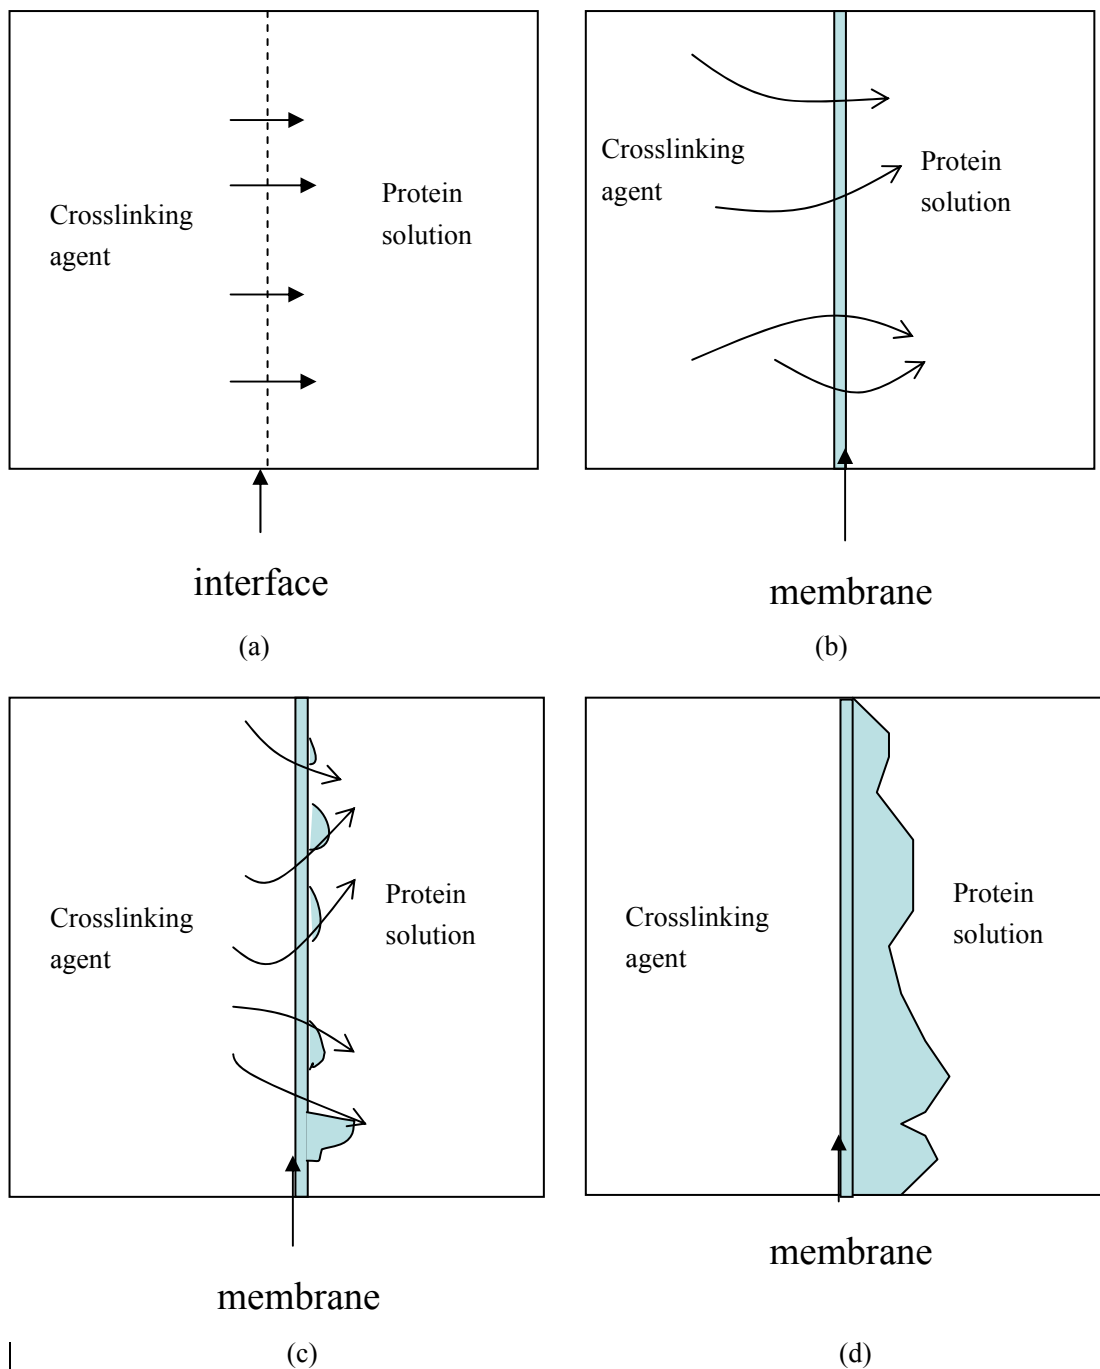 Crosslinking
agent
Protein
solution
interface
(a)
Crosslinking
agent
Protein
solution
membrane
(b)
Crosslinking
agent
Protein
solution
membrane
(c)
Crosslinking
agent
Protein
solution
membrane
(d)